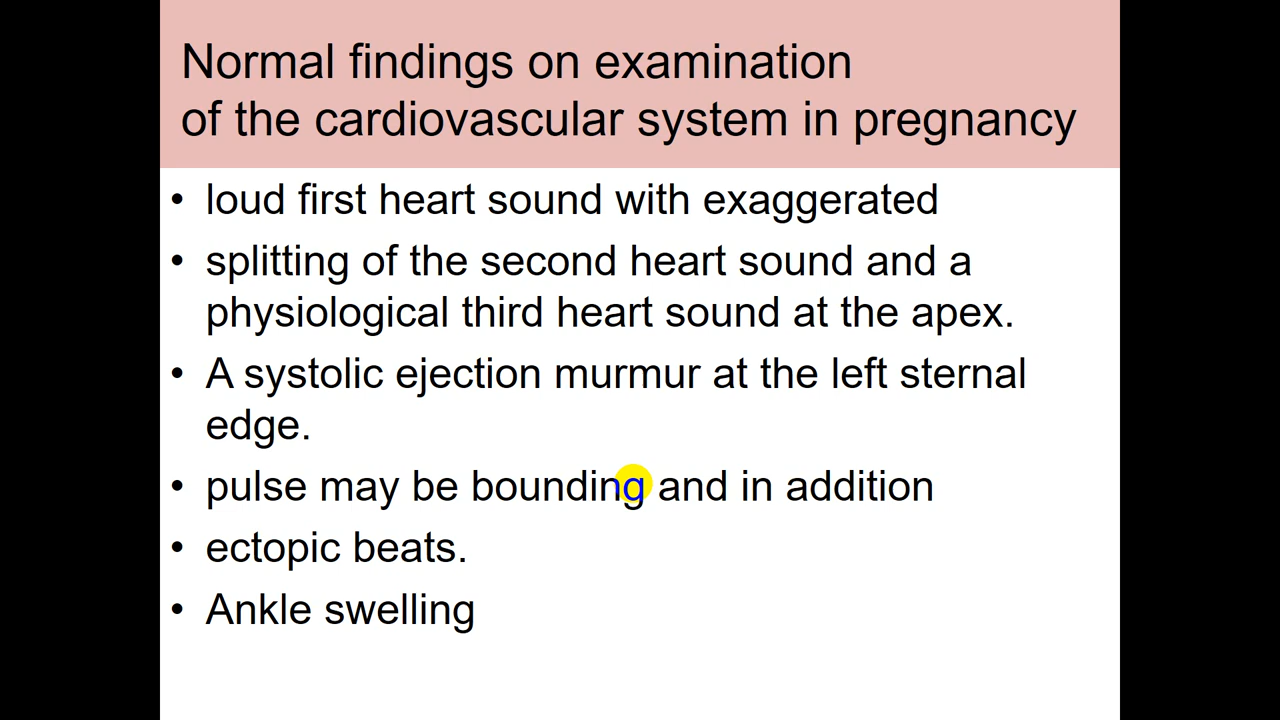 Normal findings on examination
of the cardiovascular system in pregnancy
• loud first heart sound with exaggerated
• splitting of the second heart sound and a
physiological third heart sound at the apex.
• A systolic ejection murmur at the left sternal
edge.
• pulse may be bounding and in addition
• ectopic beats.
• Ankle swelling